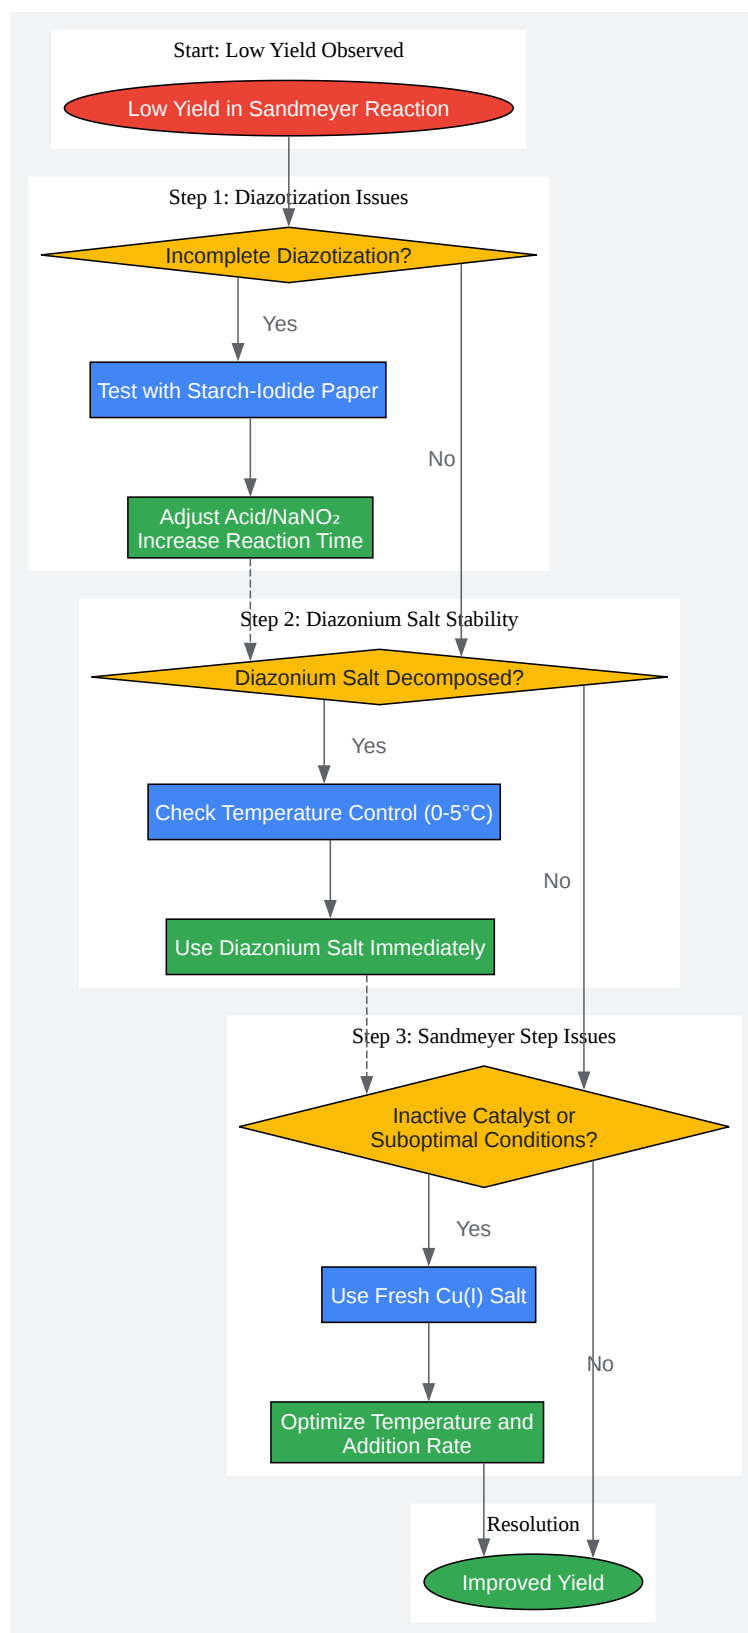 Start: Low Yield Observed
Low Yield in Sandmeyer Reaction
Step 1: Diazotization Issues
Incomplete Diazotization?
Yes
Test with Starch-Iodide Paper
No
Adjust Acid/NaNO₂
Increase Reaction Time
Step 2: Diazonium Salt Stability
Diazonium Salt Decomposed?
Yes
Check Temperature Control (0-5°C)
No
Use Diazonium Salt Immediately
Step 3: Sandmeyer Step Issues
Inactive Catalyst or
Suboptimal Conditions?
Yes
Use Fresh Cu(I) Salt
No
Optimize Temperature and
Addition Rate
Resolution
Improved Yield